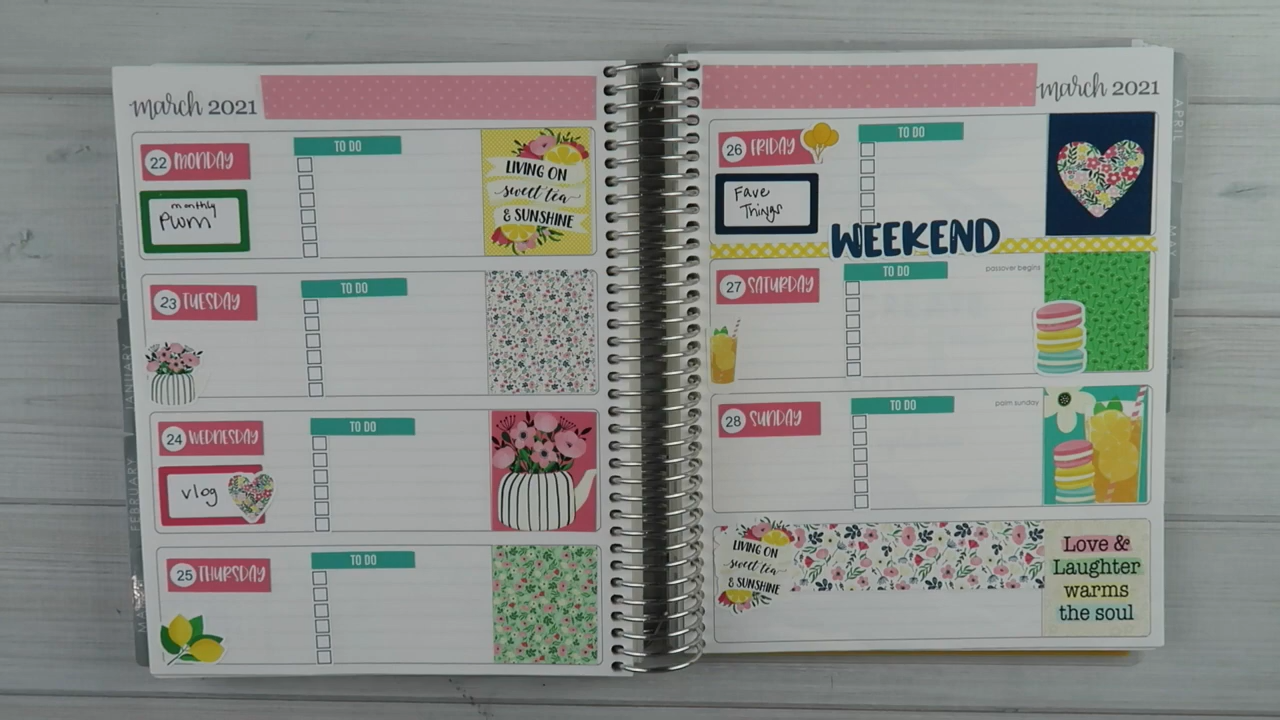 march 2021
22 MONDAY
TO DO
monthly
PWM
LIVING ON
sweet tea
& SUNSHINE
23 TUESDAY
TO DO
24 WEDNESDAY
TO DO
vlog
25 THURSDAY
TO DO
march 2021
26 FRIDAY
TO DO
Fave
Things
WEEKEND
27 SATURDAY
TO DO
passover begins
28 SUNDAY
TO DO
palm sunday
LIVING ON
sweet tea
& SUNSHINE
Love &
Laughter
warms
the soul
JANUARY
FEBRUARY
APRIL
MAY